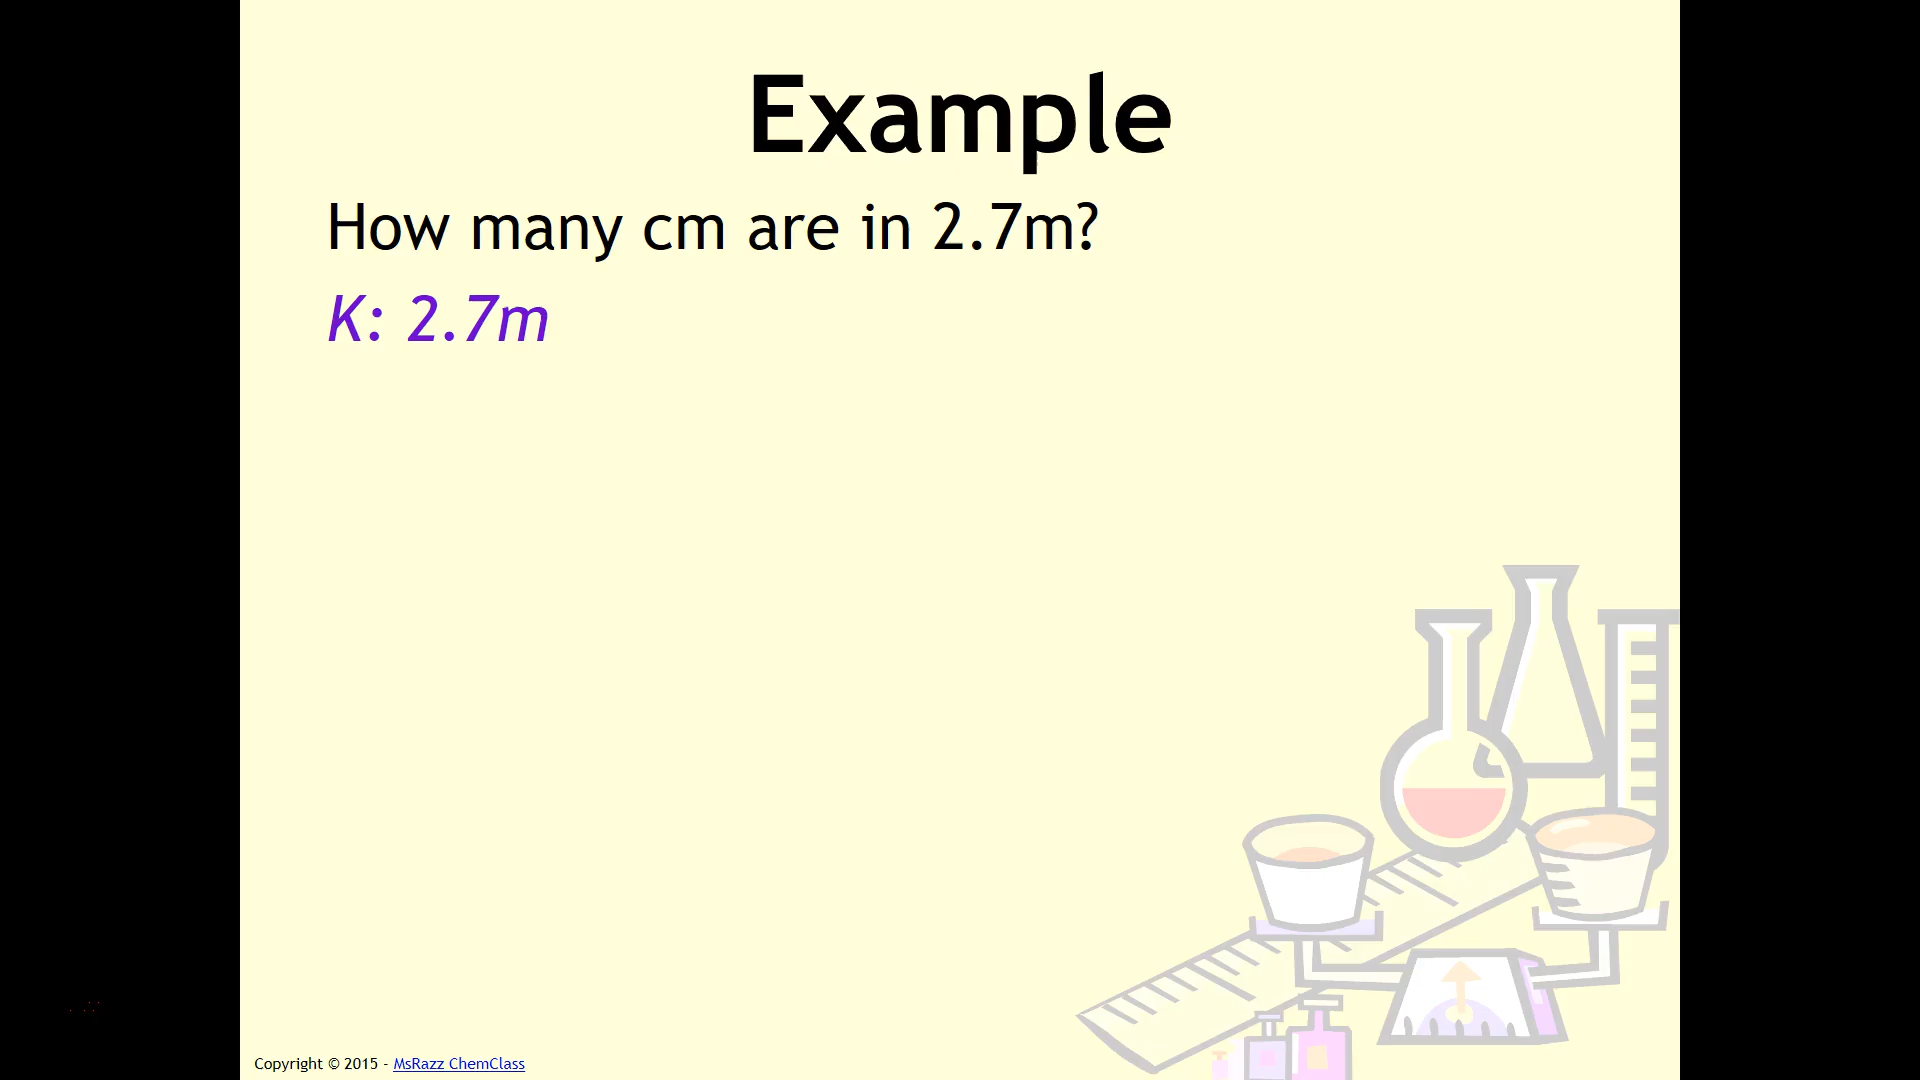 Example
How many cm are in 2.7m?
K: 2.7m
Copyright © 2015 - MsRazz ChemClass